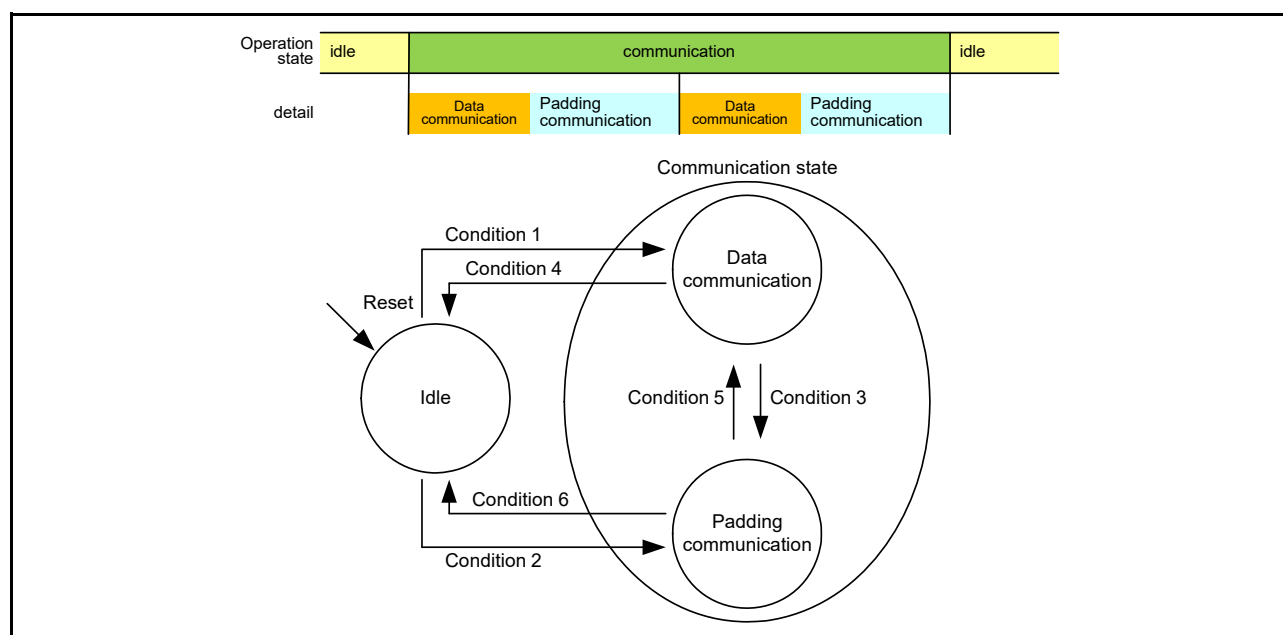 Operation
state
idle
communication
idle
detail
Data
communication
Padding
communication
Data
communication
Padding
communication
Communication state
Condition 1
Data
communication
Condition 4
Reset
Idle
Condition 5
Condition 3
Condition 6
Padding
communication
Condition 2